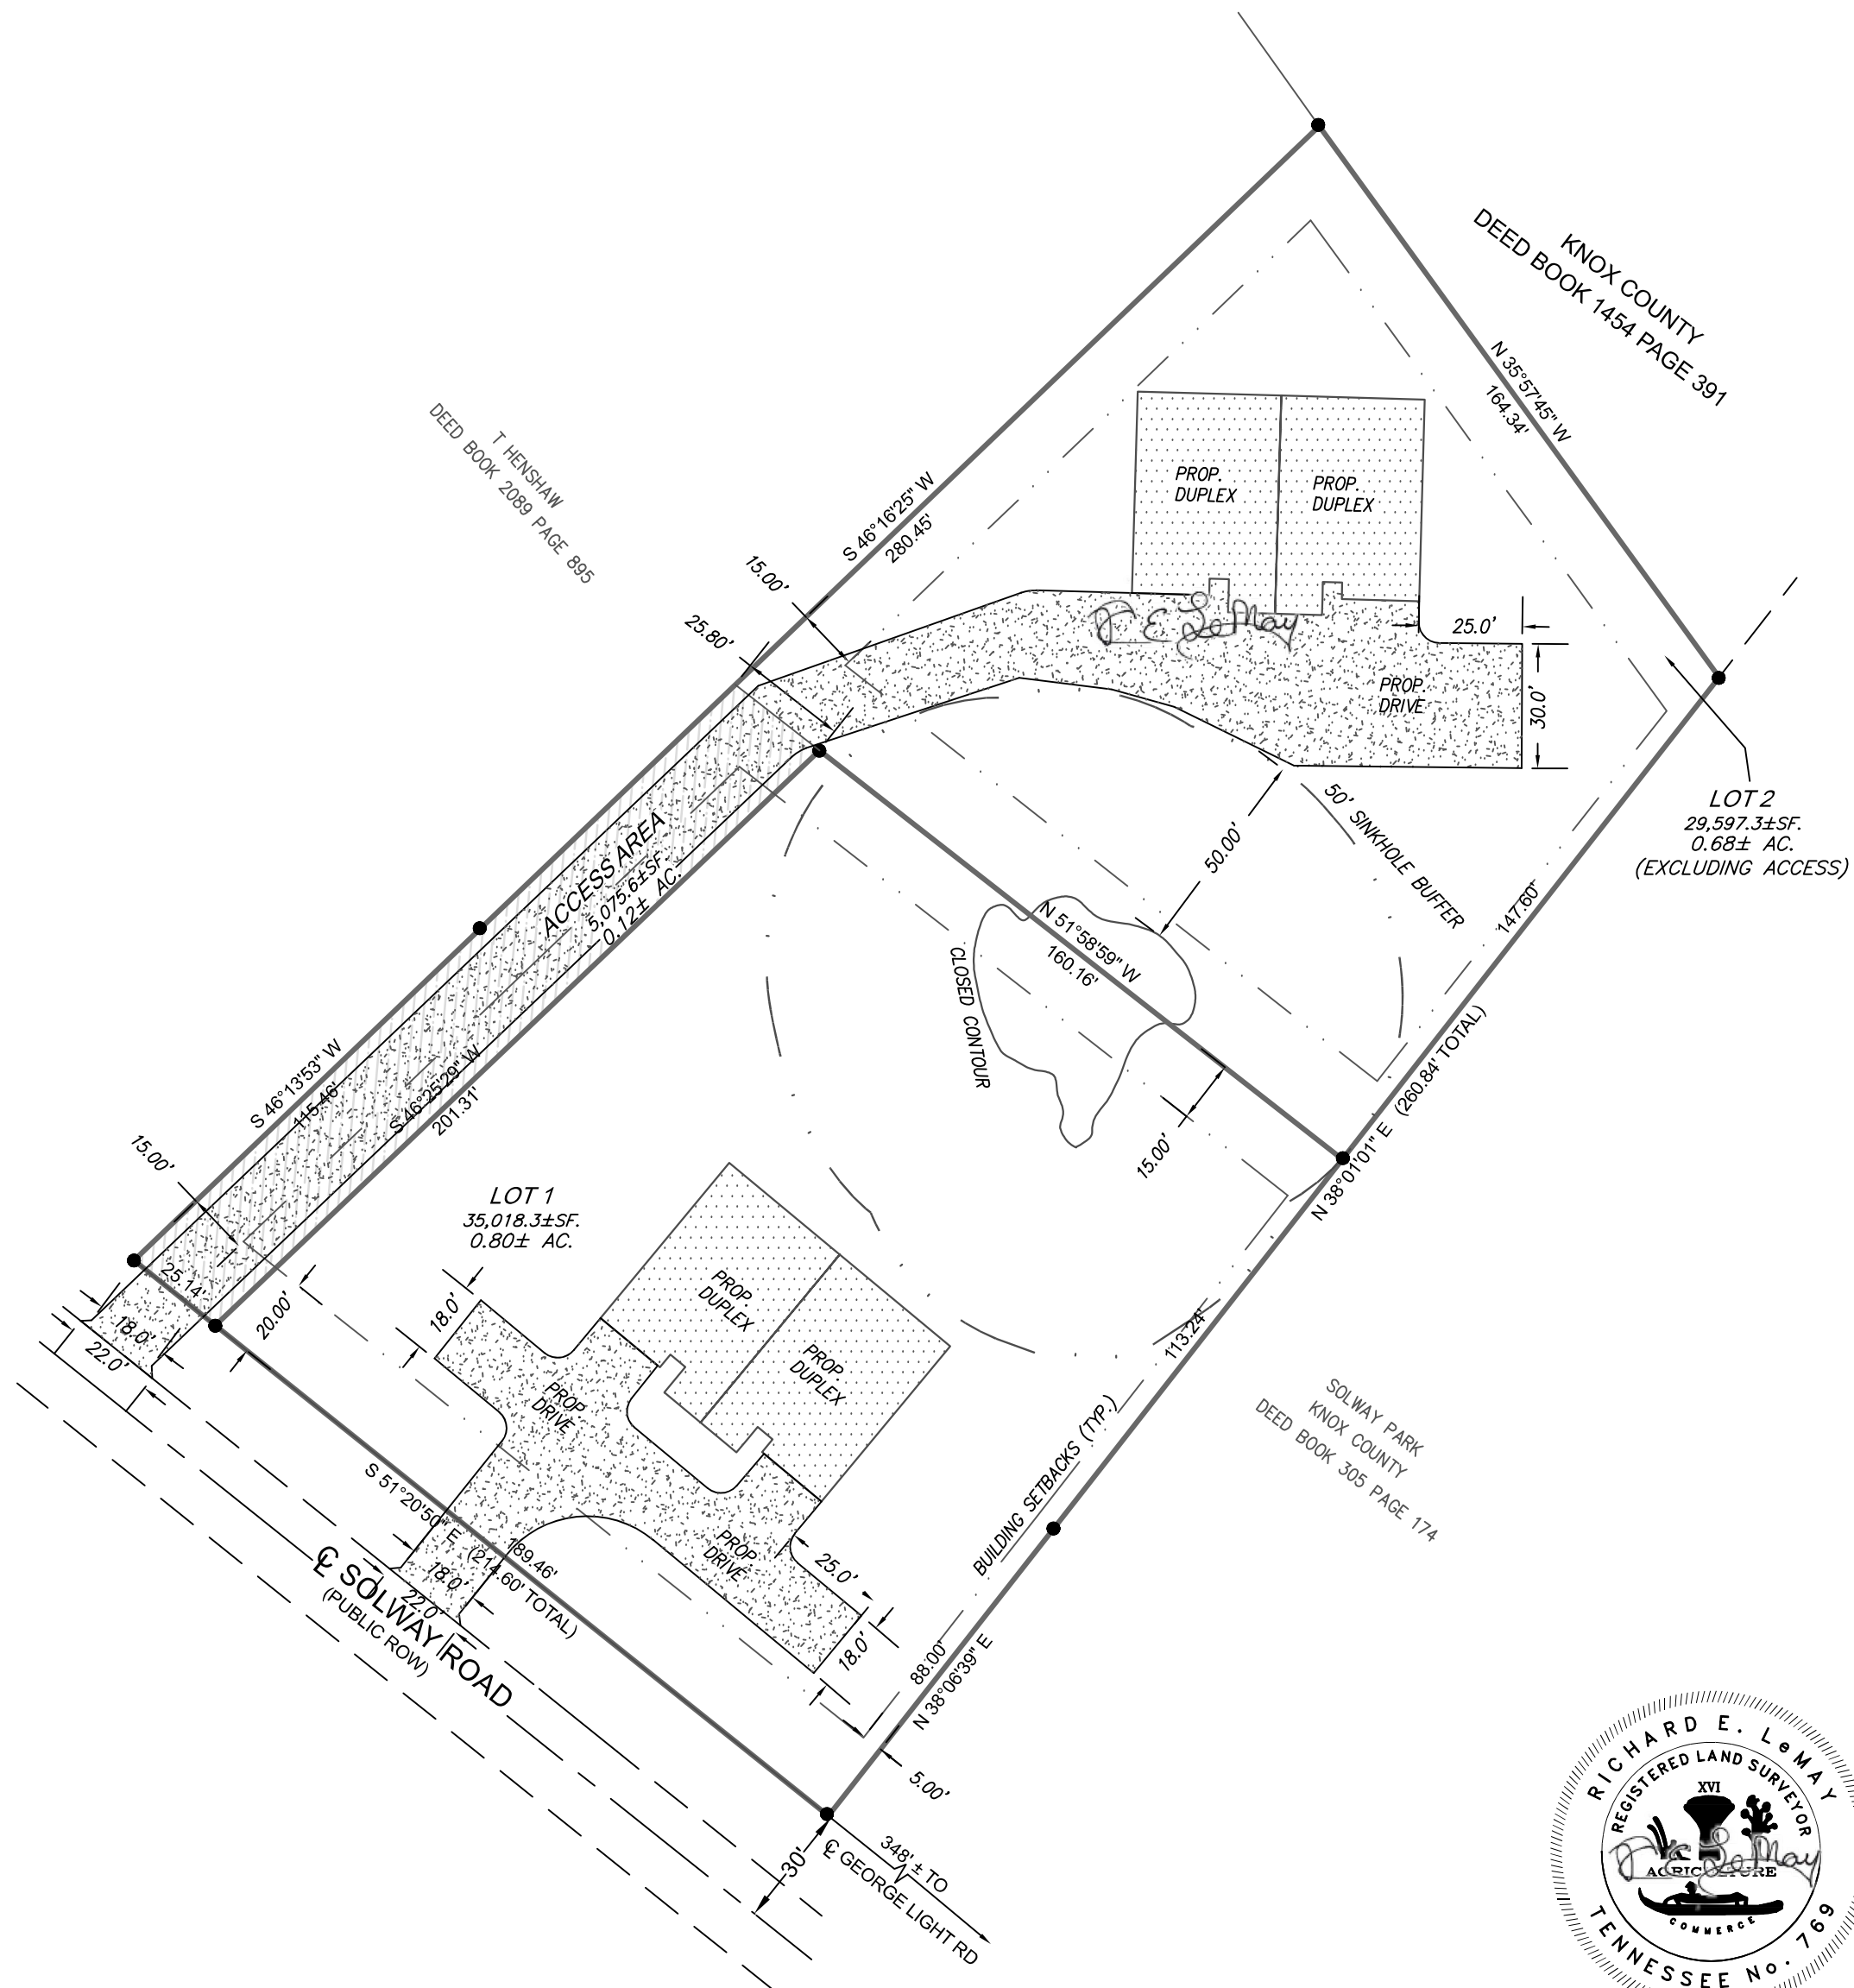 KNOX COUNTY
DEED BOOK 1454 PAGE 391
N 35°57'45" W
164.34'
T HENSHAW
DEED BOOK 2089 PAGE 895
S 46°16'25" W
280.45'
15.00'
25.80'
PROP.
DUPLEX
PROP.
DUPLEX
R E LeMay
25.0'
PROP.
DRIVE
30.0'
LOT 2
29,597.3±SF.
0.68± AC.
(EXCLUDING ACCESS)
50' SINKHOLE BUFFER
50.00'
147.60'
ACCESS AREA
5,075.6±SF.
0.12± AC.
N 51°58'59" W
160.16'
CLOSED CONTOUR
15.00'
N 38°01'01" E (260.84' TOTAL)
S 46°13'53" W
115.46'
S 46°25'29" W
201.31'
15.00'
LOT 1
35,018.3±SF.
0.80± AC.
25.14'
20.00'
18.0'
22.0'
18.0'
PROP.
DUPLEX
PROP.
DUPLEX
113.24'
PROP.
DRIVE
PROP.
DRIVE
25.0'
18.0'
SOLWAY PARK
KNOX COUNTY
DEED BOOK 305 PAGE 174
BUILDING SETBACKS (TYP.)
S 51°20'50" E (214.60' TOTAL)
189.46'
18.0'
22.0'
℄ SOLWAY ROAD
(PUBLIC ROW)
88.00'
N 38°06'39" E
5.00'
30'
348' ± TO
℄ GEORGE LIGHT RD
RICHARD E. LeMAY
REGISTERED LAND SURVEYOR
XVI
R E LeMay
AGRICULTURE
COMMERCE
TENNESSEE No. 769